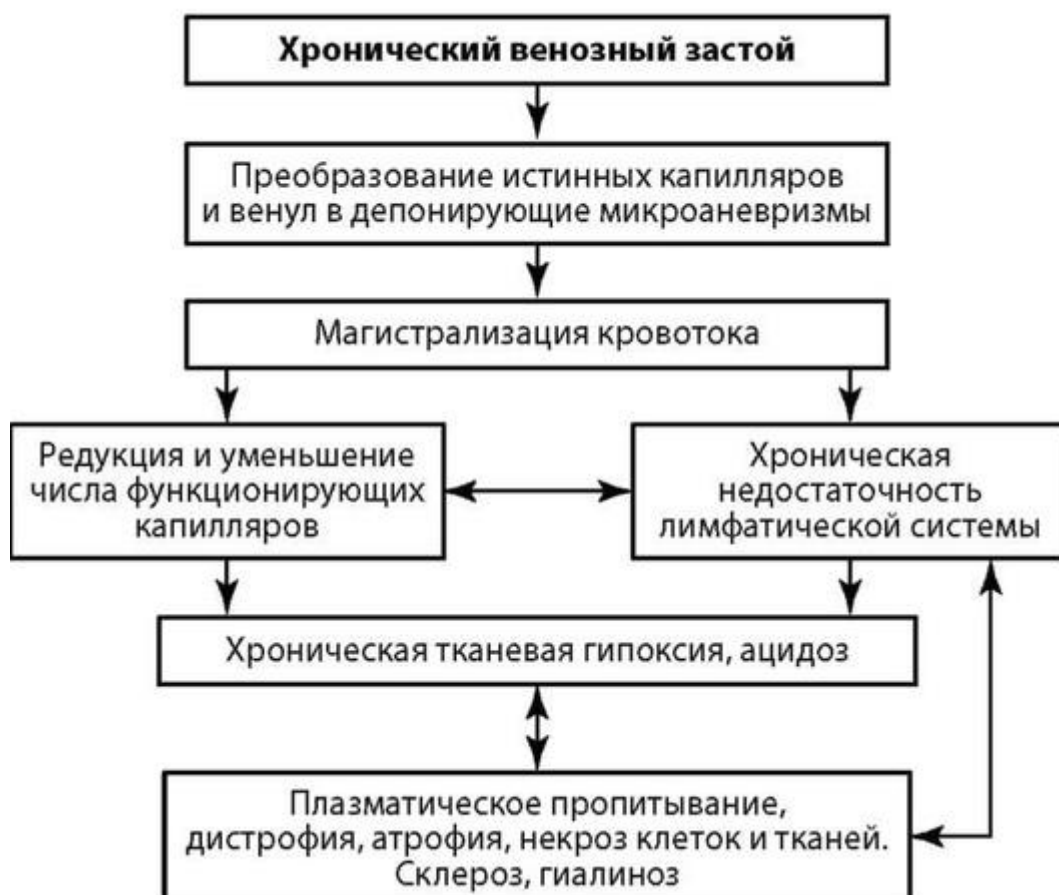 Хронический венозный застой
Преобразование истинных капилляров
и венул в депонирующие микроаневризмы
Магистрализация кровотока
Редукция и уменьшение
числа функционирующих
капилляров
Хроническая
недостаточность
лимфатической системы
Хроническая тканевая гипоксия, ацидоз
Плазматическое пропитывание,
дистрофия, атрофия, некроз клеток и тканей.
Склероз, гиалиноз